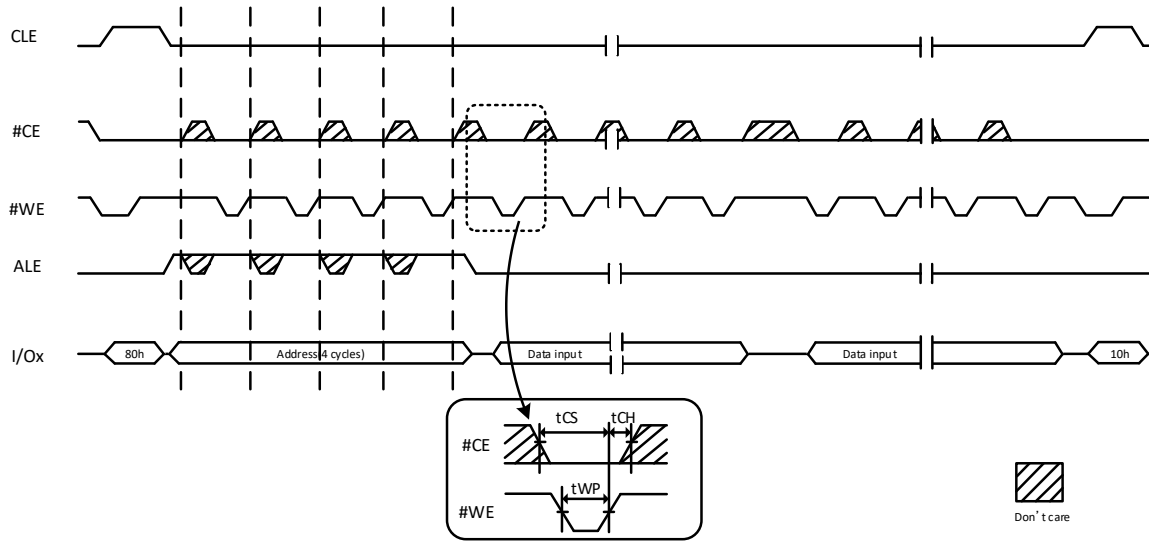 CLE
#CE
#WE
ALE
I/Ox
80h
Address(4 cycles)
Data input
Data input
10h
tCS
tCH
#CE
tWP
#WE
Don't care